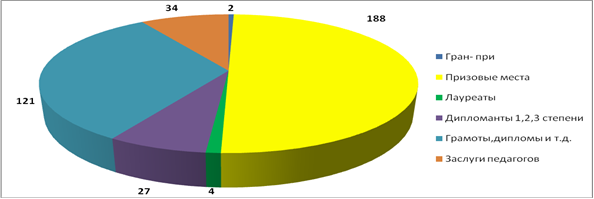 34
2
188
121
27
4
Гран- при
Призовые места
Лауреаты
Дипломанты 1,2,3 степени
Грамоты,дипломы и т.д.
Заслуги педагогов